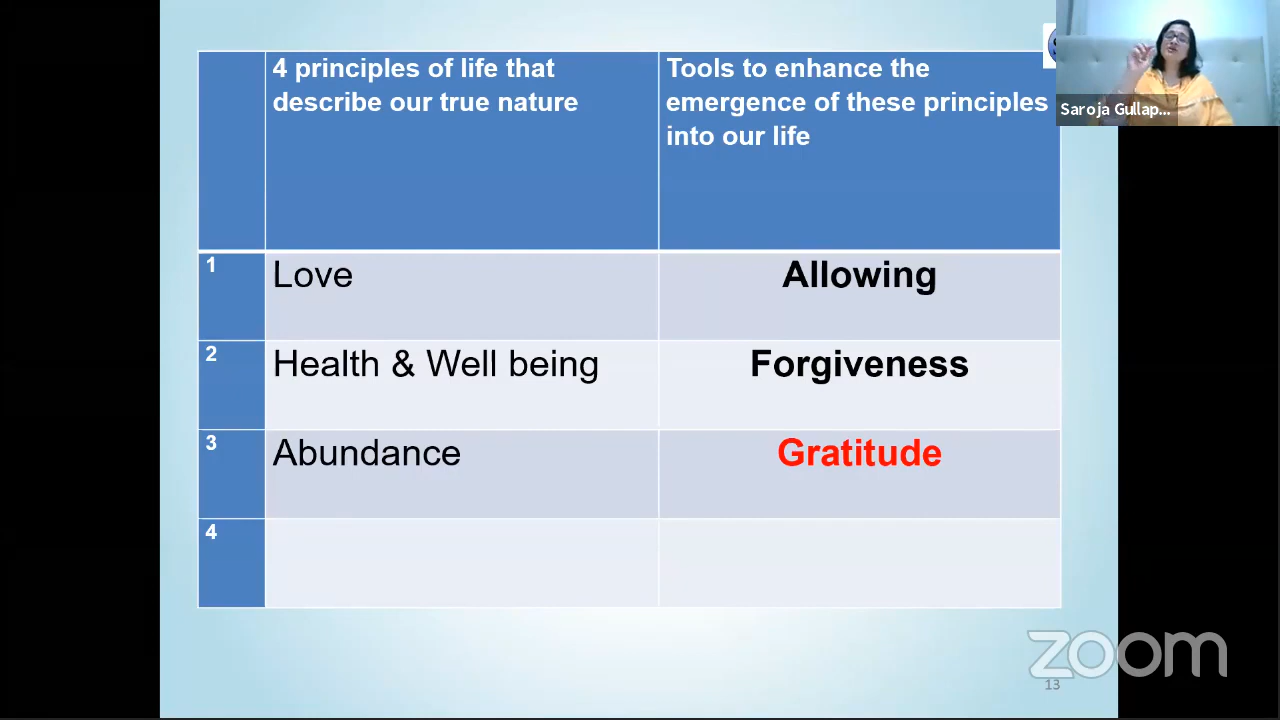 4 principles of life that
describe our true nature
Tools to enhance the
emergence of these principles
into our life
1
Love
Allowing
2
Health & Well being
Forgiveness
3
Abundance
Gratitude
4
Saroja Gullap...
zoom
13